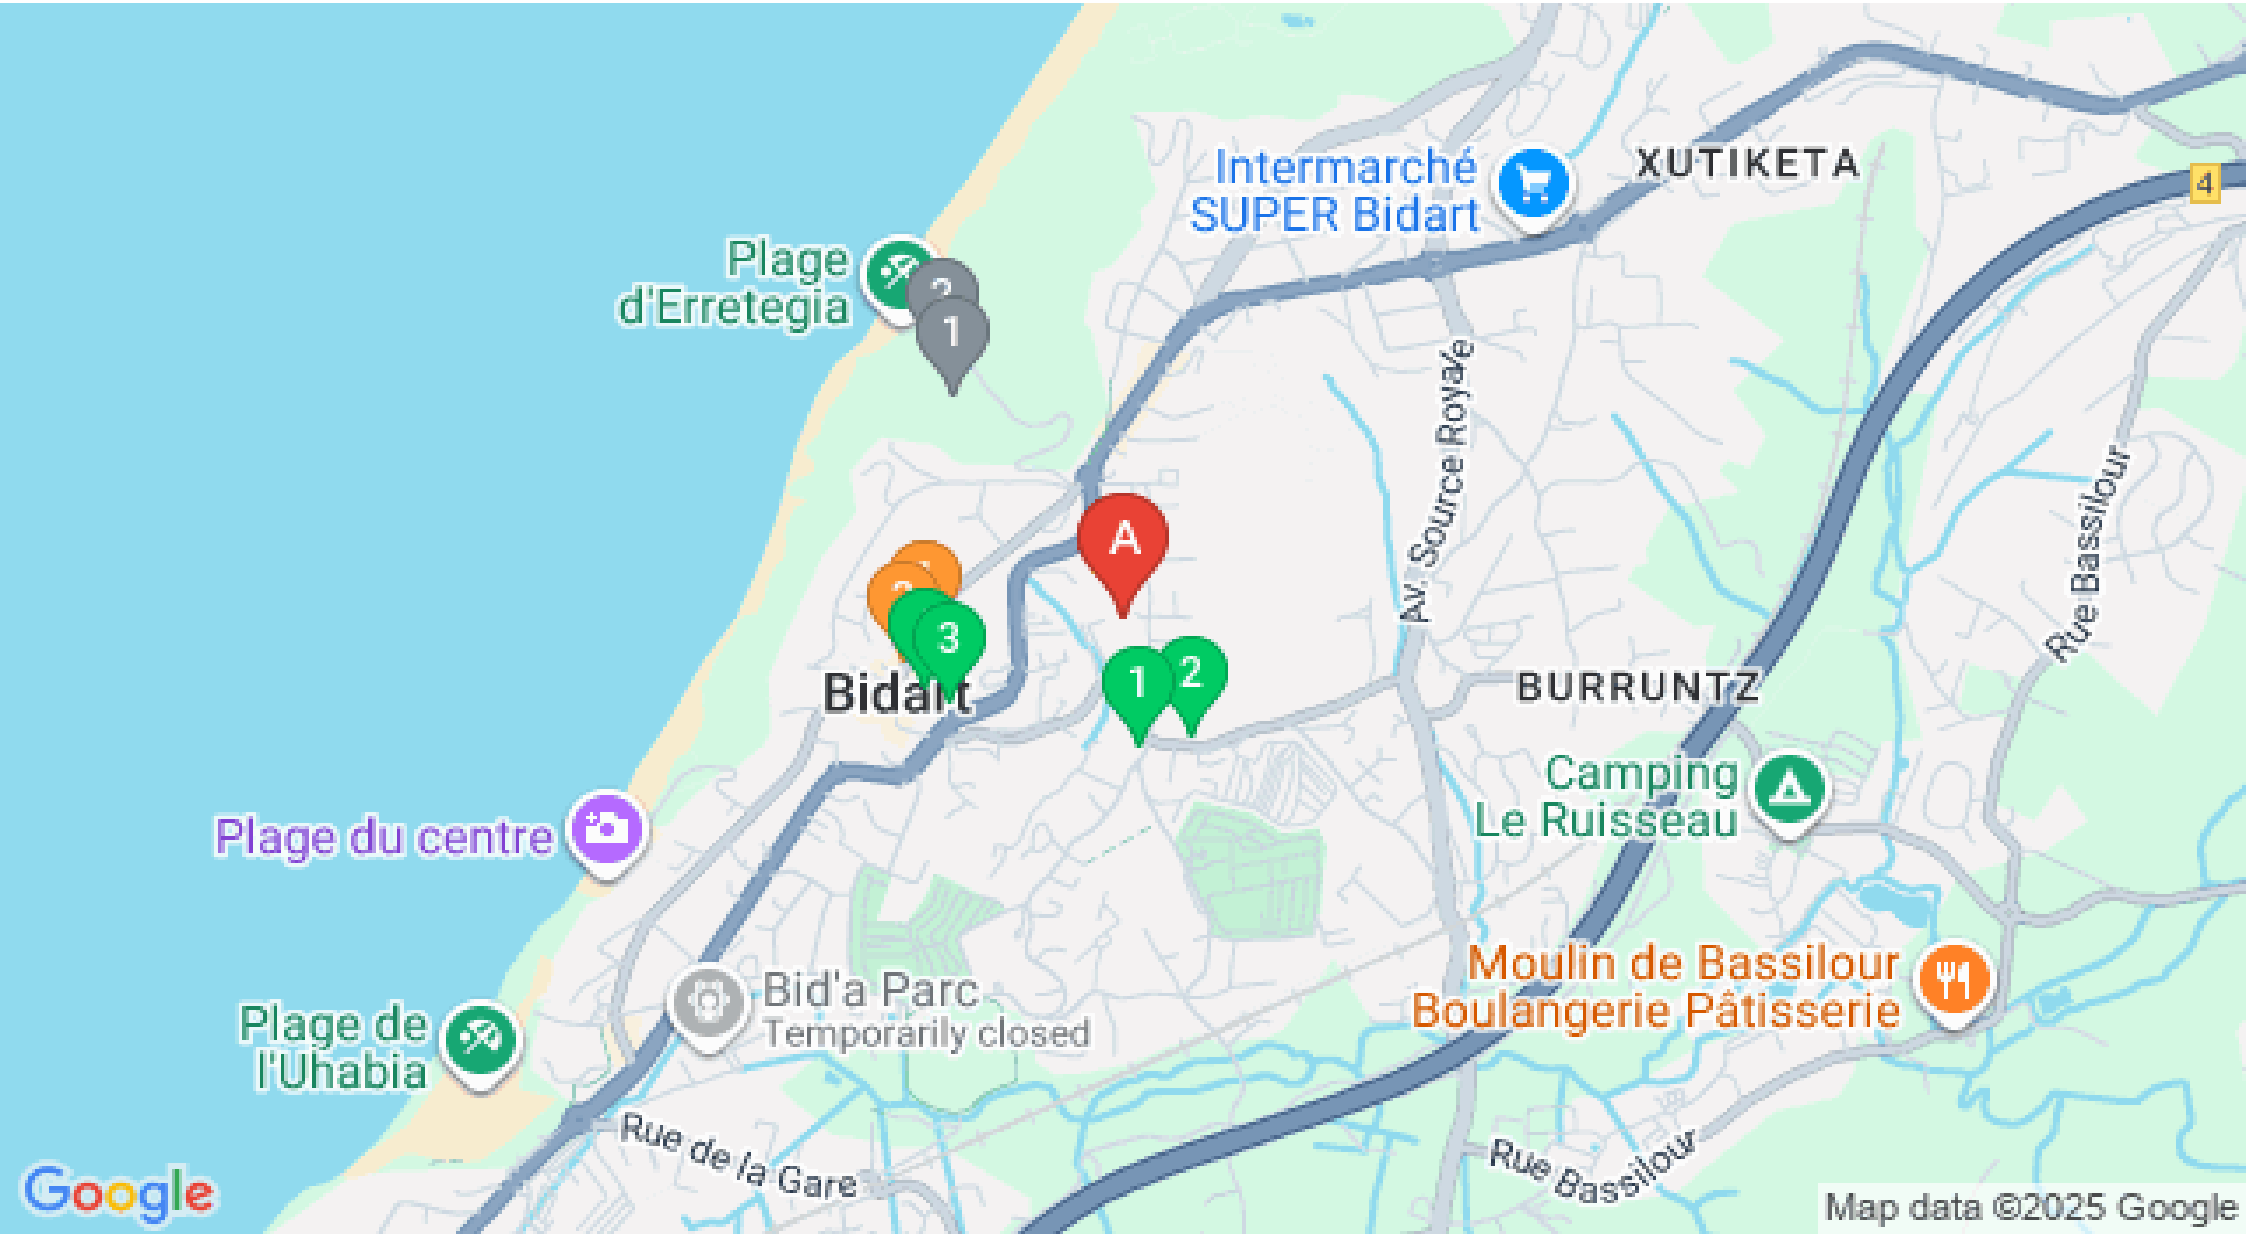 Intermarché
SUPER Bidart
XUTIKETA
4
Plage
d'Erretegia
2
1
Av. Source Royale
Rue Bassilour
A
3
Bidart
1
2
BURRUNTZ
Camping
Le Ruisseau
Plage du centre
Moulin de Bassilour
Boulangerie Pâtisserie
Bid'a Parc
Temporarily closed
Plage de
l'Uhabia
Rue de la Gare
Rue Bassilour
Google
Map data ©2025 Google